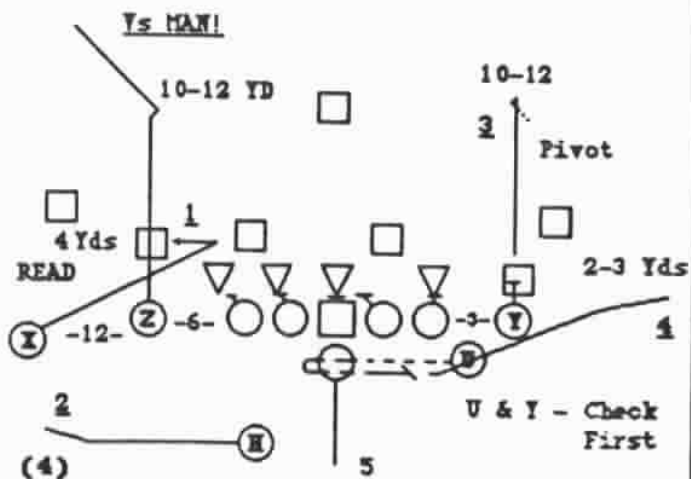 Vs MAN!
10-12 YD
10-12
3
Pivot
1
4 Yds
READ
2-3 Yds
X
-12-
Z
-6-
-3-
Y
4
U
2
H
U & Y - Check
First
(4)
5